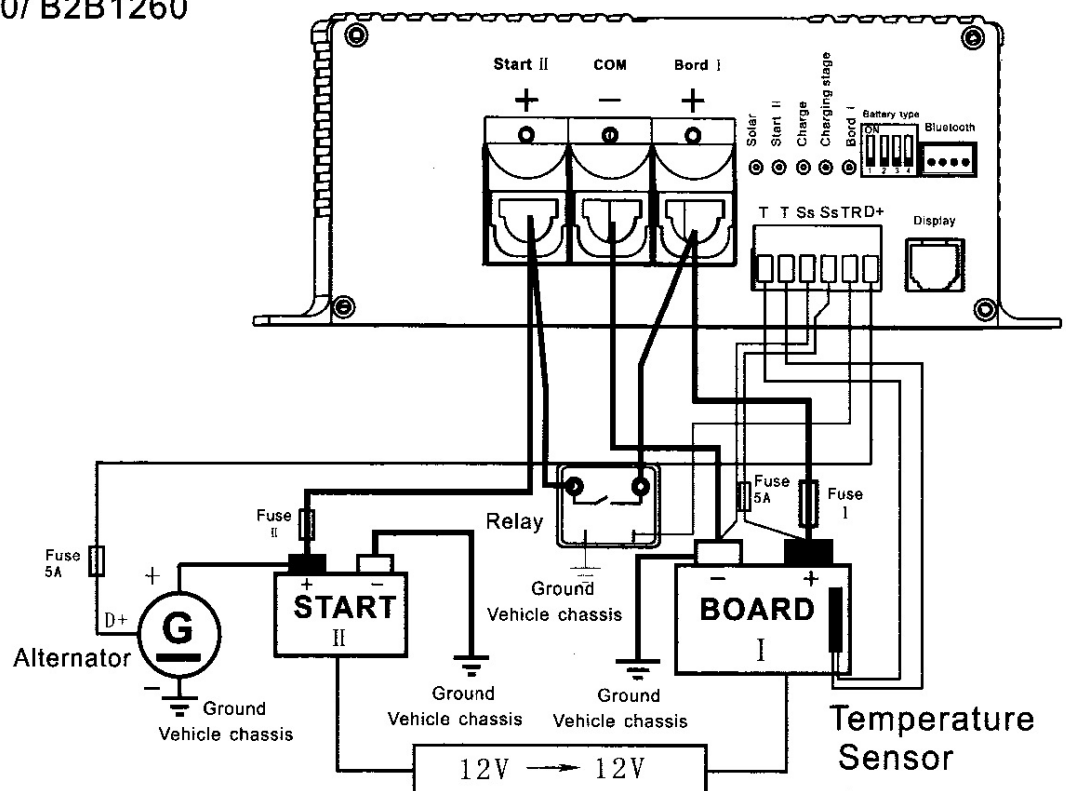 0/ B2B1260
Start II
COM
Bord I
+
−
+
Solar
Start II
Charge
Charging stage
Bord I
Battery type
ON
1 2 3 4
Bluetooth
T T Ss Ss TR D+
Display
Relay
Fuse
II
Fuse
5A
Fuse
5A
Fuse
1
+
D+
G
−
Alternator
Ground
Vehicle chassis
+ −
START
II
Ground
Vehicle chassis
Ground
Vehicle chassis
Ground
Vehicle chassis
− +
BOARD
I
Temperature
Sensor
12V → 12V